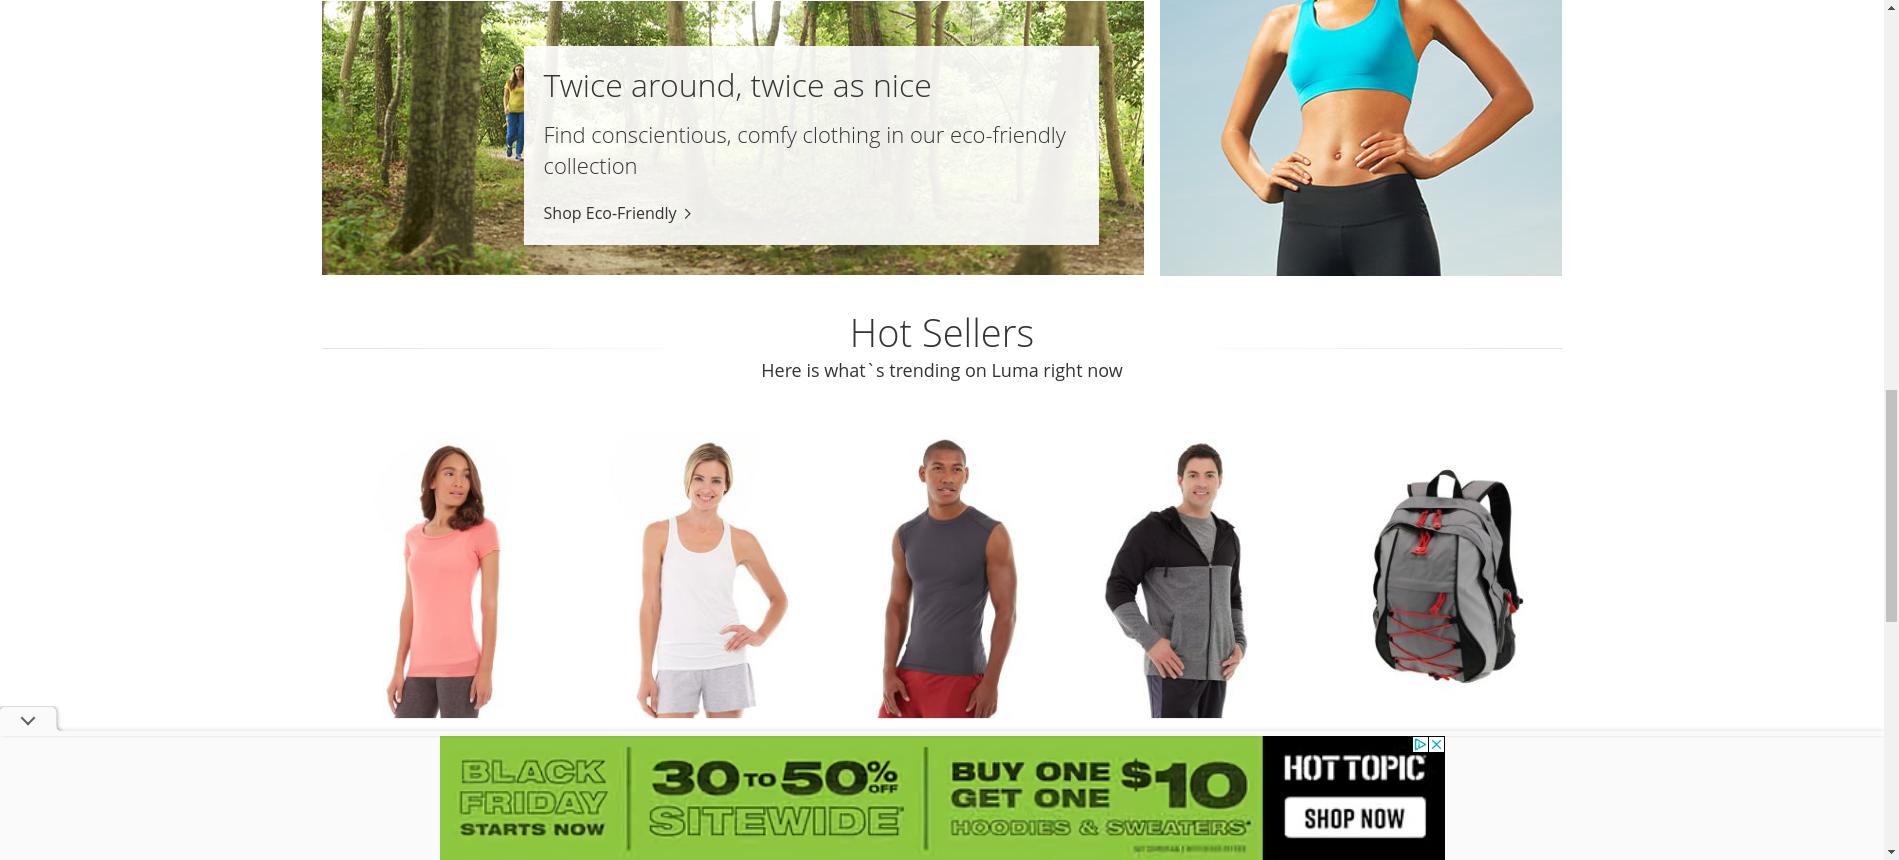 Twice around, twice as nice
Find conscientious, comfy clothing in our eco-friendly
collection
Shop Eco-Friendly
Hot Sellers
Here is what`s trending on Luma right now
BLACK
FRIDAY
STARTS NOW
30 TO 50% OFF
SITEWIDE*
BUY ONE
GET ONE
$10
HOODIES & SWEATERS*
HOT TOPIC
SHOP NOW